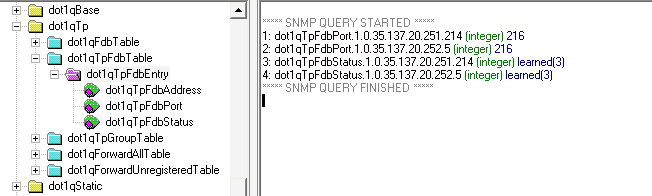 dot1qBase
dot1qTp
dot1qFdbTable
dot1qTpFdbTable
dot1qTpFdbEntry
dot1qTpFdbAddress
dot1qTpFdbPort
dot1qTpFdbStatus
dot1qTpGroupTable
dot1qForwardAllTable
dot1qForwardUnregisteredTable
dot1qStatic
***** SNMP QUERY STARTED *****
1: dot1qTpFdbPort.1.0.35.137.20.251.214 (integer) 216
2: dot1qTpFdbPort.1.0.35.137.20.252.5 (integer) 216
3: dot1qTpFdbStatus.1.0.35.137.20.251.214 (integer) learned(3)
4: dot1qTpFdbStatus.1.0.35.137.20.252.5 (integer) learned(3)
***** SNMP QUERY FINISHED *****